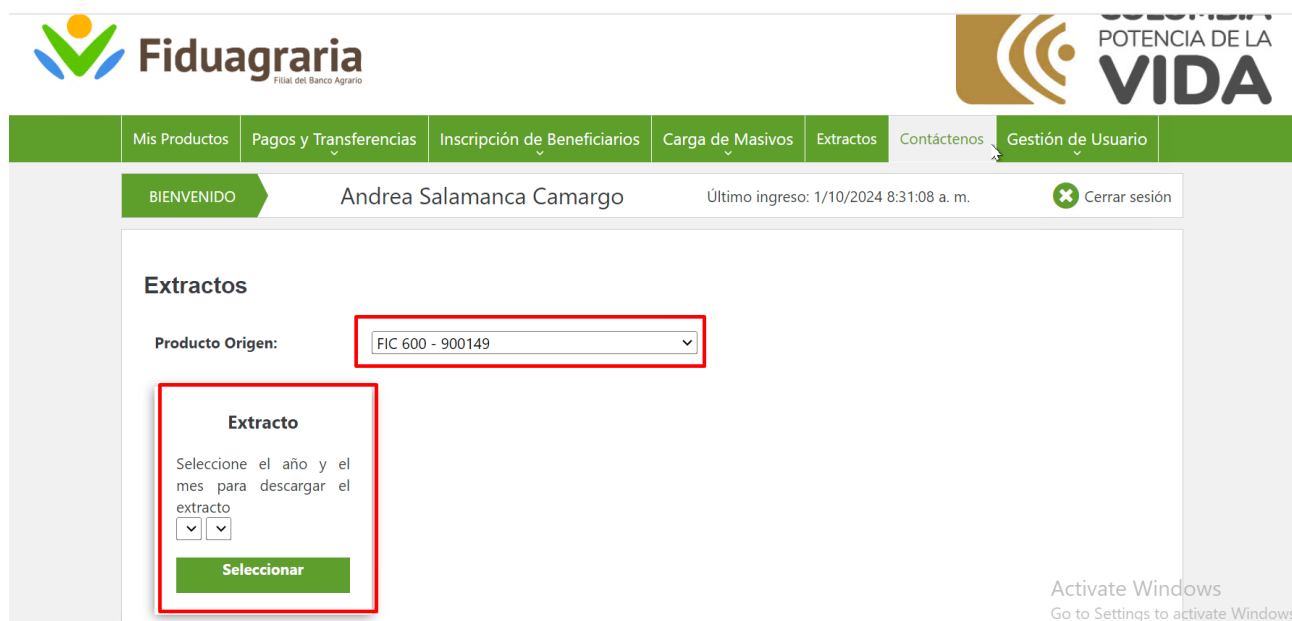 COLOMBIA
POTENCIA DE LA
VIDA
Fiduagraria
Filial del Banco Agrario
Mis Productos Pagos y Transferencias Inscripción de Beneficiarios Carga de Masivos Extractos Contáctenos Gestión de Usuario
BIENVENIDO Andrea Salamanca Camargo Último ingreso: 1/10/2024 8:31:08 a. m. Cerrar sesión
Extractos
Producto Origen: FIC 600 - 900149
Extracto
Seleccione el año y el
mes para descargar el
extracto
Seleccionar
Activate Windows
Go to Settings to activate Windows